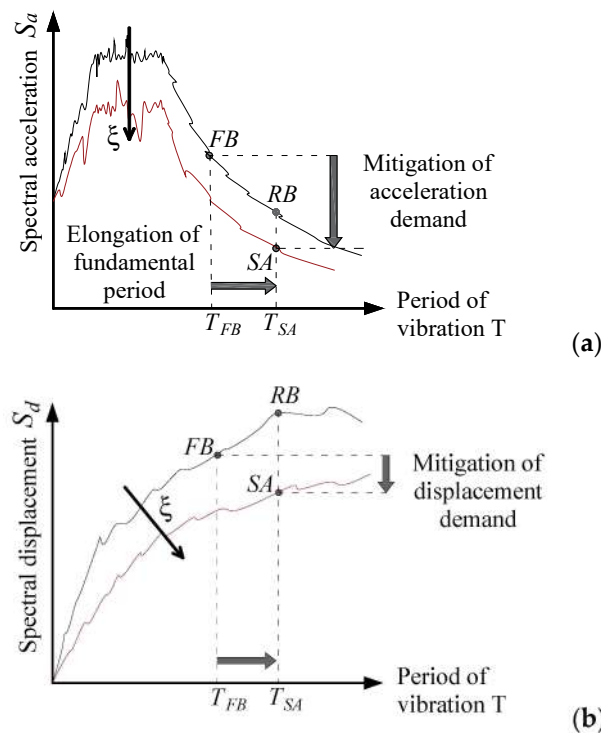 Spectral acceleration Sa
ξ
FB
RB
SA
Mitigation of
acceleration
demand
Elongation of
fundamental
period
TFB
TSA
Period of
vibration T
(a)
Spectral displacement Sd
ξ
FB
RB
SA
Mitigation of
displacement
demand
TFB
TSA
Period of
vibration T
(b)